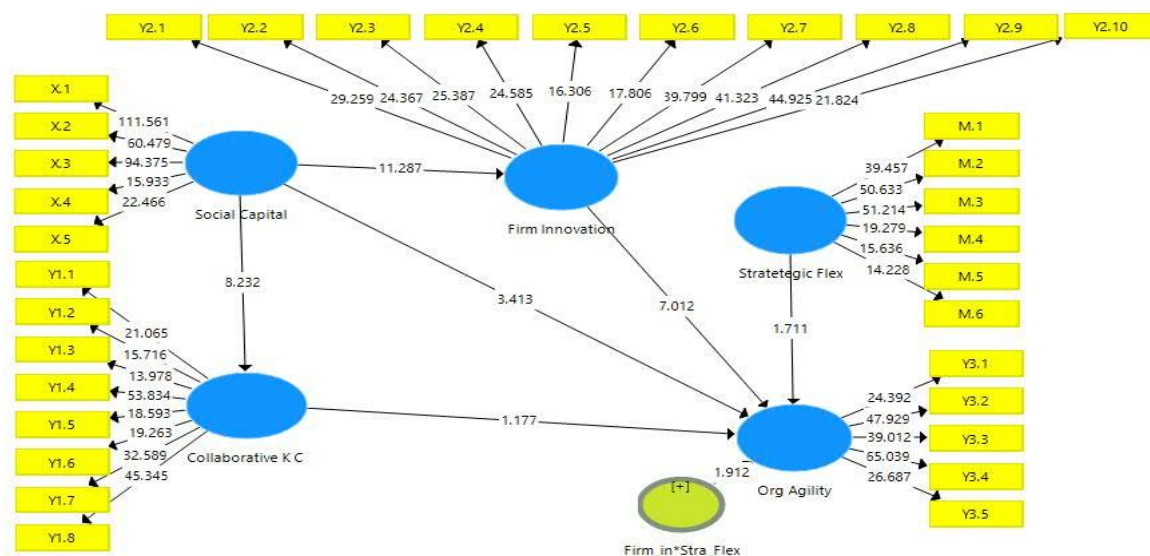 Y2.1 Y2.2 Y2.3 Y2.4 Y2.5 Y2.6 Y2.7 Y2.8 Y2.9 Y2.10
29.259 24.367 25.387 24.585 16.306 17.806 39.799 41.323 44.925 21.824
X.1
X.2
X.3
X.4
X.5
111.561
60.479
94.375
15.933
22.466
Social Capital
11.287
Firm Innovation
M.1
M.2
M.3
M.4
M.5
M.6
39.457
50.633
51.214
19.279
15.636
14.228
Stratetegic Flex
8.232
3.413
7.012
1.711
Y1.1
Y1.2
Y1.3
Y1.4
Y1.5
Y1.6
Y1.7
Y1.8
21.065
15.716
13.978
53.834
18.593
19.263
32.589
45.345
Collaborative K C
1.177
Y3.1
Y3.2
Y3.3
Y3.4
Y3.5
24.392
47.929
39.012
65.039
26.687
Org Agility
1.912
[+]
Firm_in*Stra_Flex